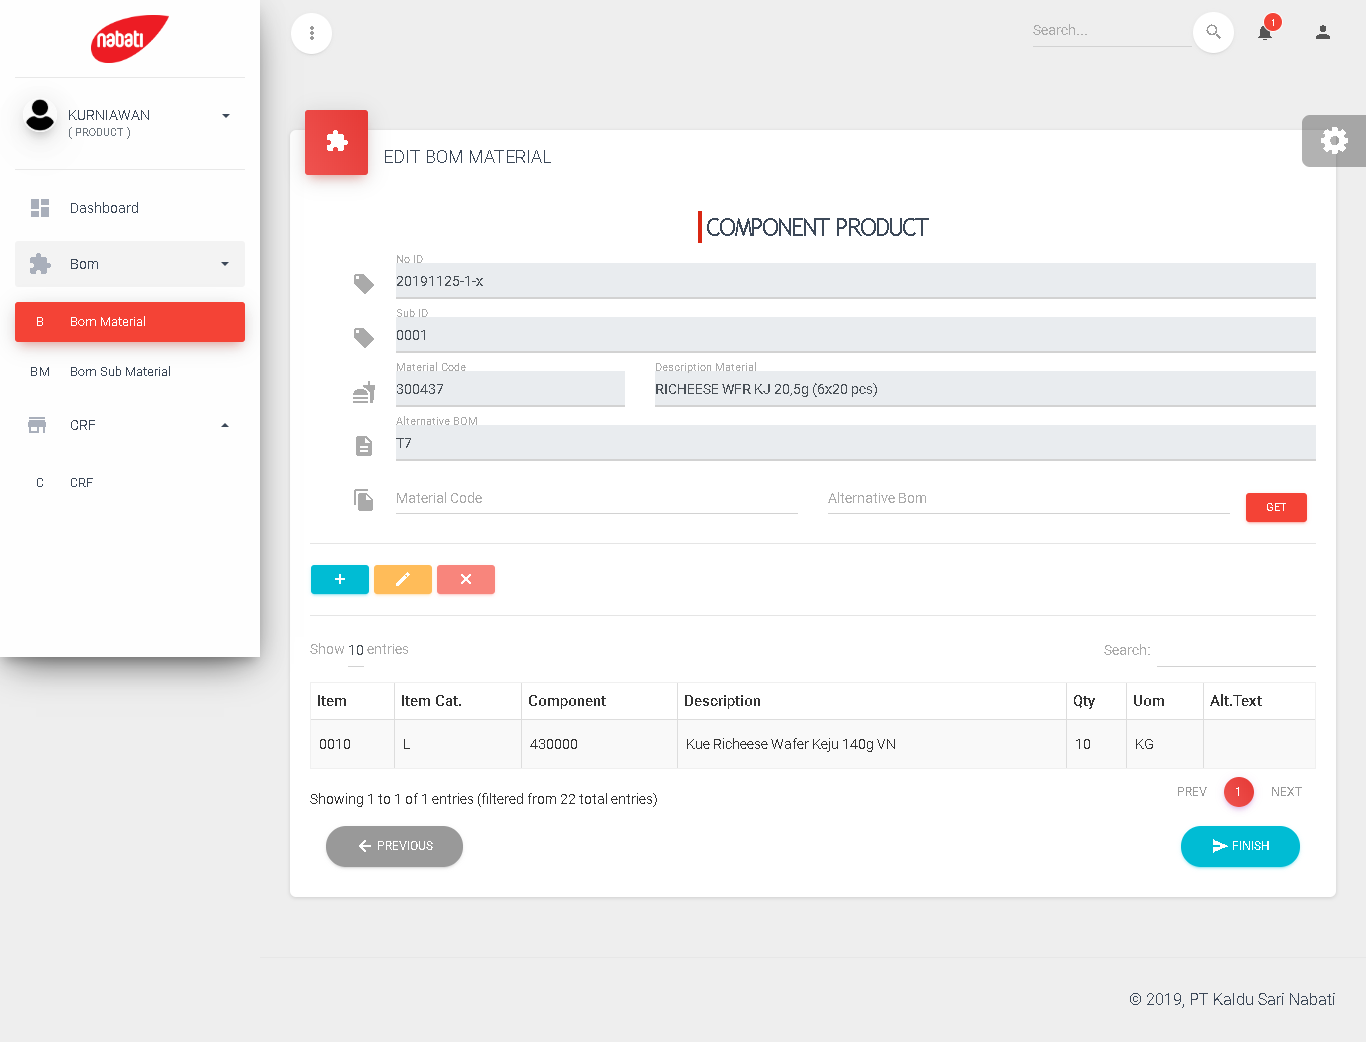 nabati
Search...
1
KURNIAWAN
( PRODUCT )
EDIT BOM MATERIAL
Dashboard
Bom
B Bom Material
BM Bom Sub Material
CRF
C CRF
COMPONENT PRODUCT
No ID
20191125-1-x
Sub ID
0001
Material Code Description Material
300437 RICHEESE WFR KJ 20,5g (6x20 pcs)
Alternative BOM
T7
Material Code Alternative Bom GET
Show 10 entries Search:
Item Item Cat. Component Description Qty Uom Alt.Text
0010 L 430000 Kue Richeese Wafer Keju 140g VN 10 KG
Showing 1 to 1 of 1 entries (filtered from 22 total entries) PREV 1 NEXT
PREVIOUS FINISH
© 2019, PT Kaldu Sari Nabati